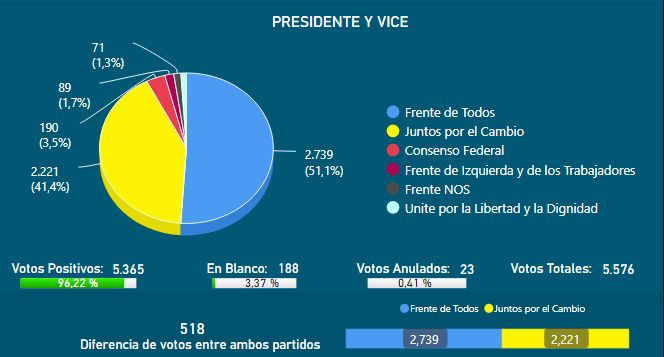 PRESIDENTE Y VICE
71
(1,3%)
89
(1,7%)
190
(3,5%)
2.221
(41,4%)
2.739
(51,1%)
Frente de Todos
Juntos por el Cambio
Consenso Federal
Frente de Izquierda y de los Trabajadores
Frente NOS
Unite por la Libertad y la Dignidad
Votos Positivos: 5.365
96,22 %
En Blanco: 188
3,37 %
Votos Anulados: 23
0,41 %
Votos Totales: 5.576
Frente de Todos Juntos por el Cambio
518
Diferencia de votos entre ambos partidos
2,739 2,221